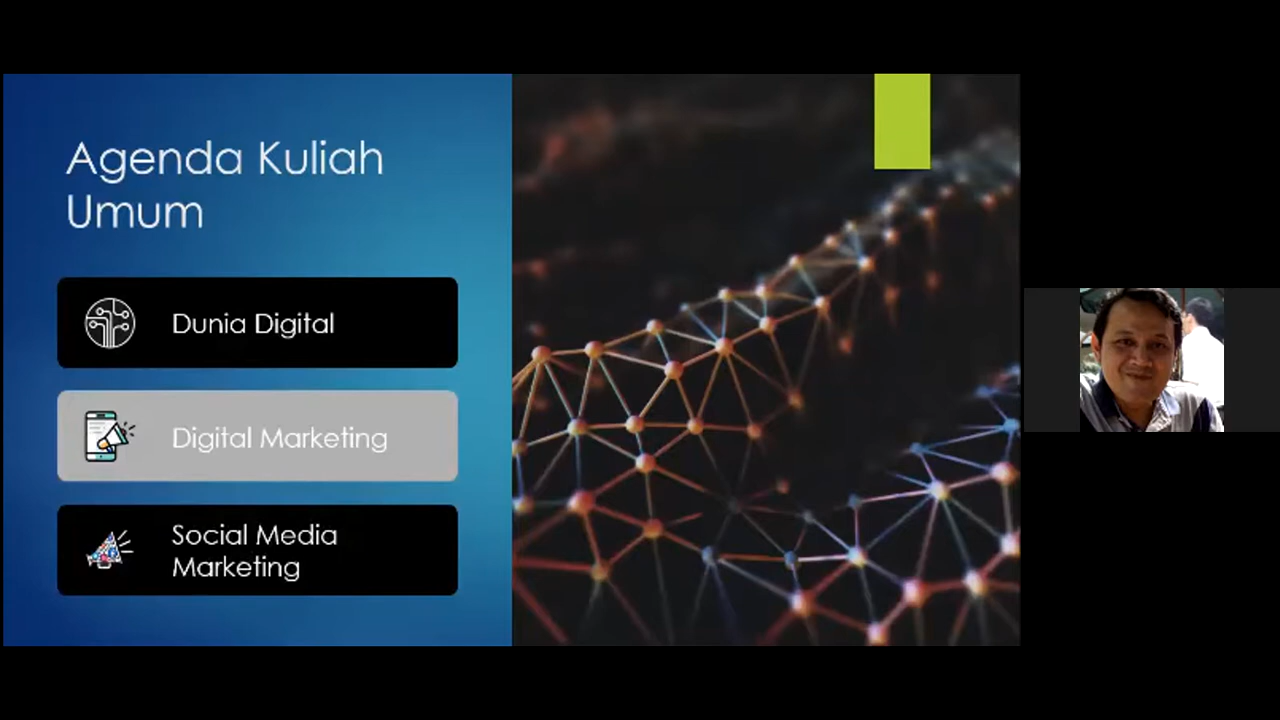 Agenda Kuliah
Umum
Dunia Digital
Digital Marketing
Social Media
Marketing